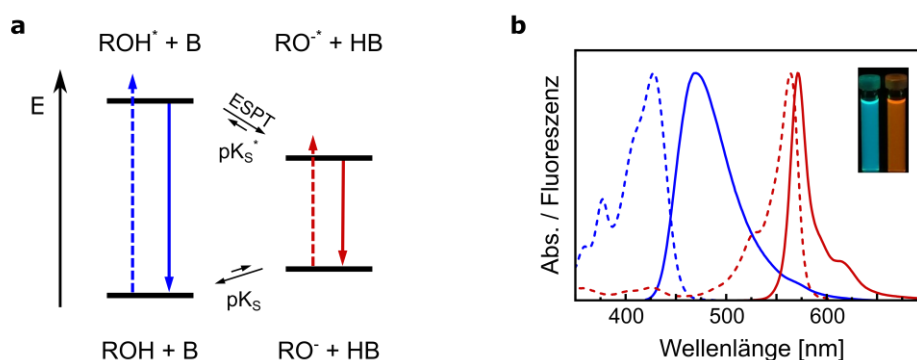 a
ROH* + B
RO-* + HB
E
ESPT
pKS*
pKS
ROH + B
RO- + HB
b
Abs. / Fluoreszenz
400
500
600
Wellenlänge [nm]